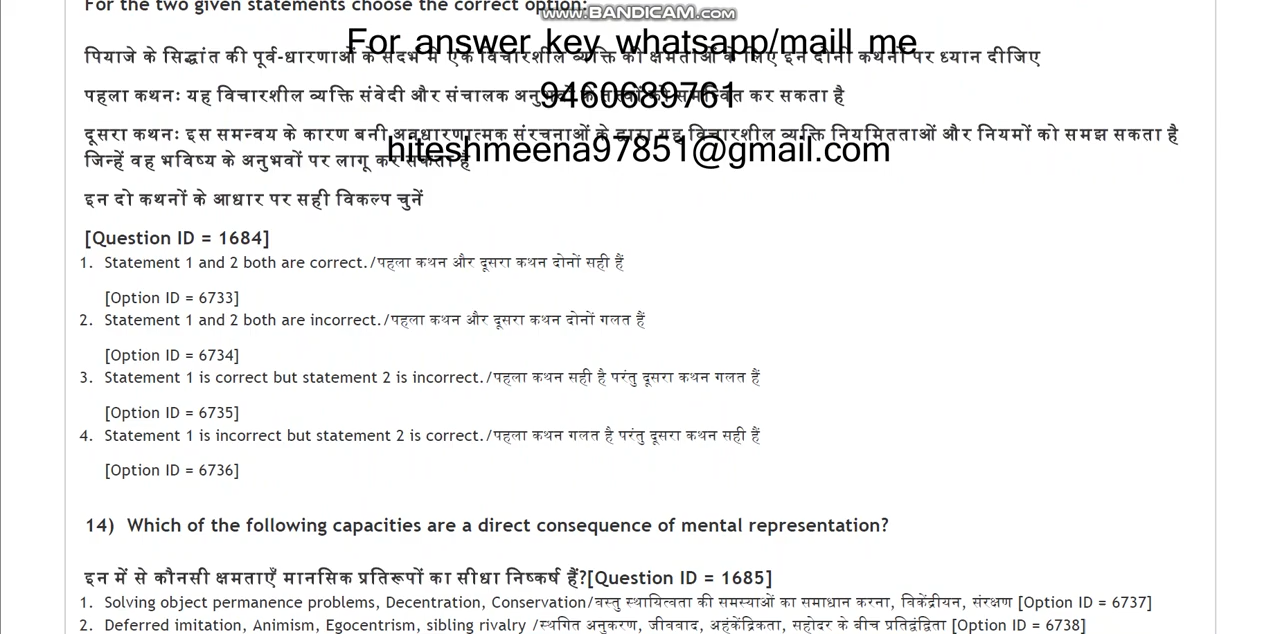 For the two given statements choose the correct option:
www.BANDICAM.com
For answer key whatsapp/maill me
पियाजे के सिद्धांत की पूर्व-धारणाओं के संदर्भ में एक विचारशील व्यक्ति की क्षमताओं के लिए इन दोनों कथनों पर ध्यान दीजिए
9460689761
पहला कथनः यह विचारशील व्यक्ति संवेदी और संचालक समन्वित कर सकता है
दूसरा कथनः इस समन्वय के कारण बनी अवधारणात्मक संरचनाओं के द्वारा यह विचारशील व्यक्ति नियमितताओं और नियमों को समझ सकता है
hiteshmeena97851@gmail.com
जिन्हें वह भविष्य के अनुभवों पर लागू कर सकता है
इन दो कथनों के आधार पर सही विकल्प चुनें
[Question ID = 1684]
1. Statement 1 and 2 both are correct./पहला कथन और दूसरा कथन दोनों सही हैं
[Option ID = 6733]
2. Statement 1 and 2 both are incorrect./पहला कथन और दूसरा कथन दोनों गलत हैं
[Option ID = 6734]
3. Statement 1 is correct but statement 2 is incorrect./पहला कथन सही है परंतु दूसरा कथन गलत हैं
[Option ID = 6735]
4. Statement 1 is incorrect but statement 2 is correct./पहला कथन गलत है परंतु दूसरा कथन सही हैं
[Option ID = 6736]
14) Which of the following capacities are a direct consequence of mental representation?
इन में से कौनसी क्षमताएँ मानसिक प्रतिरूपों का सीधा निष्कर्ष हैं?[Question ID = 1685]
1. Solving object permanence problems, Decentration, Conservation/वस्तु स्थायित्वता की समस्याओं का समाधान करना, विकेंद्रीयन, संरक्षण [Option ID = 6737]
2. Deferred imitation, Animism, Egocentrism, sibling rivalry /स्थगित अनुकरण, जीववाद, अहंकेंद्रिकता, सहोदर के बीच प्रतिद्वंद्विता [Option ID = 6738]